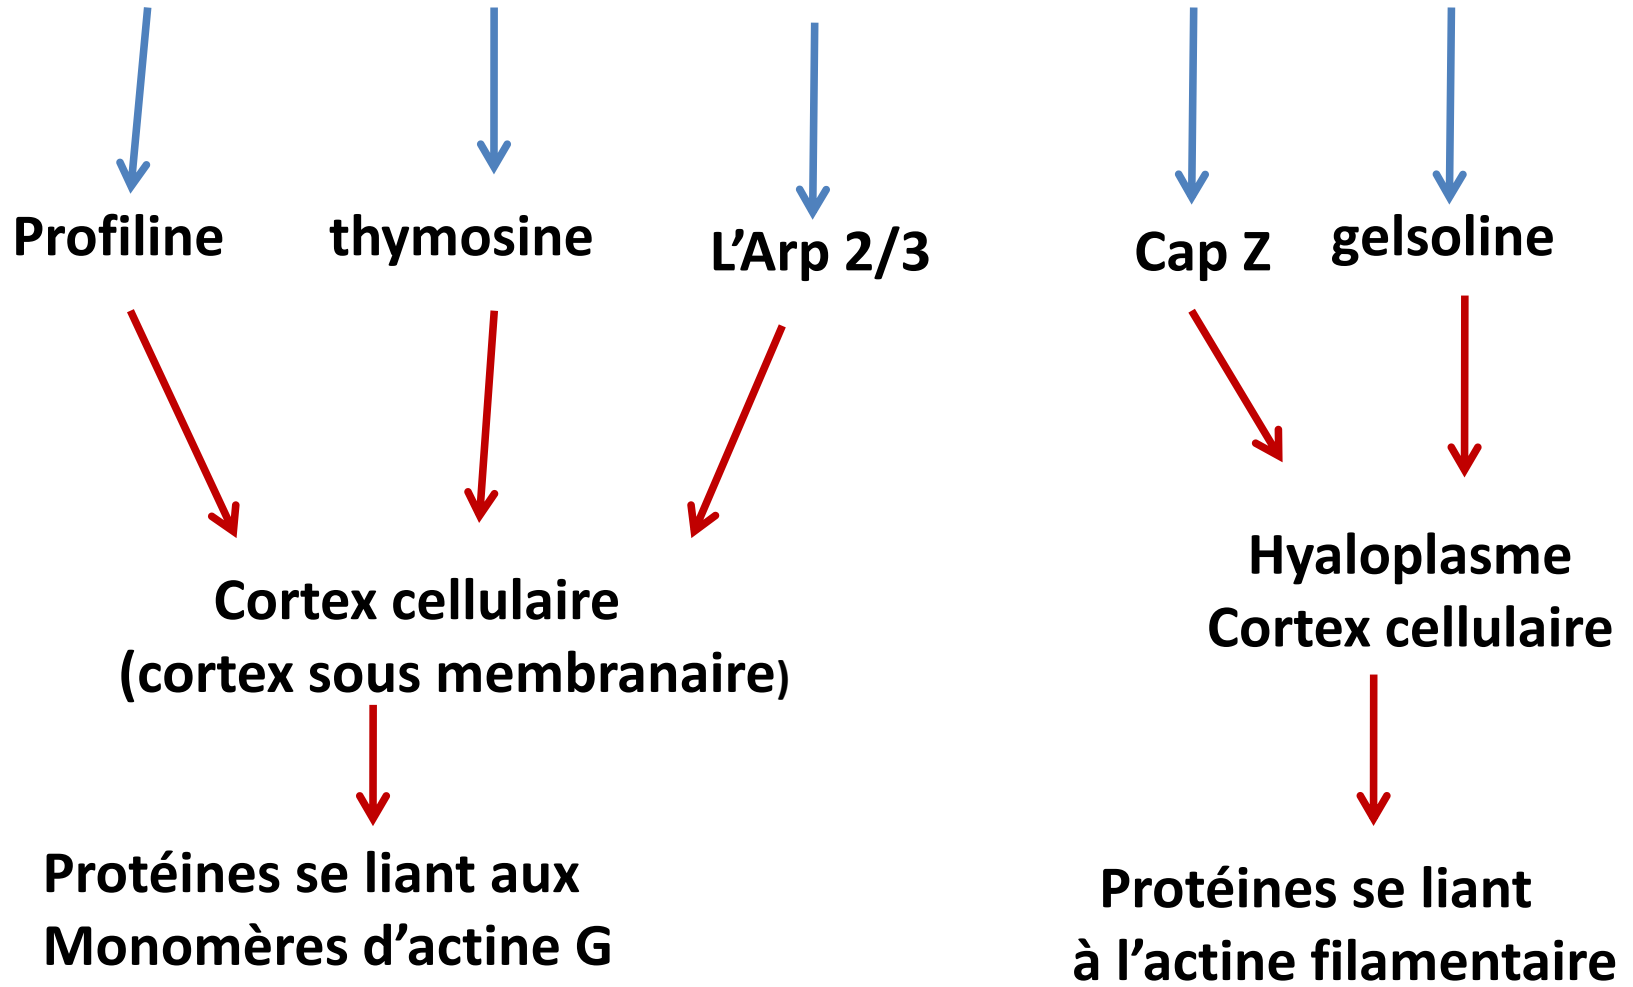 Profiline
thymosine
L’Arp 2/3
Cap Z
gelsoline
Cortex cellulaire
(cortex sous membranaire)
Hyaloplasme
Cortex cellulaire
Protéines se liant aux
Monomères d’actine G
Protéines se liant
à l’actine filamentaire